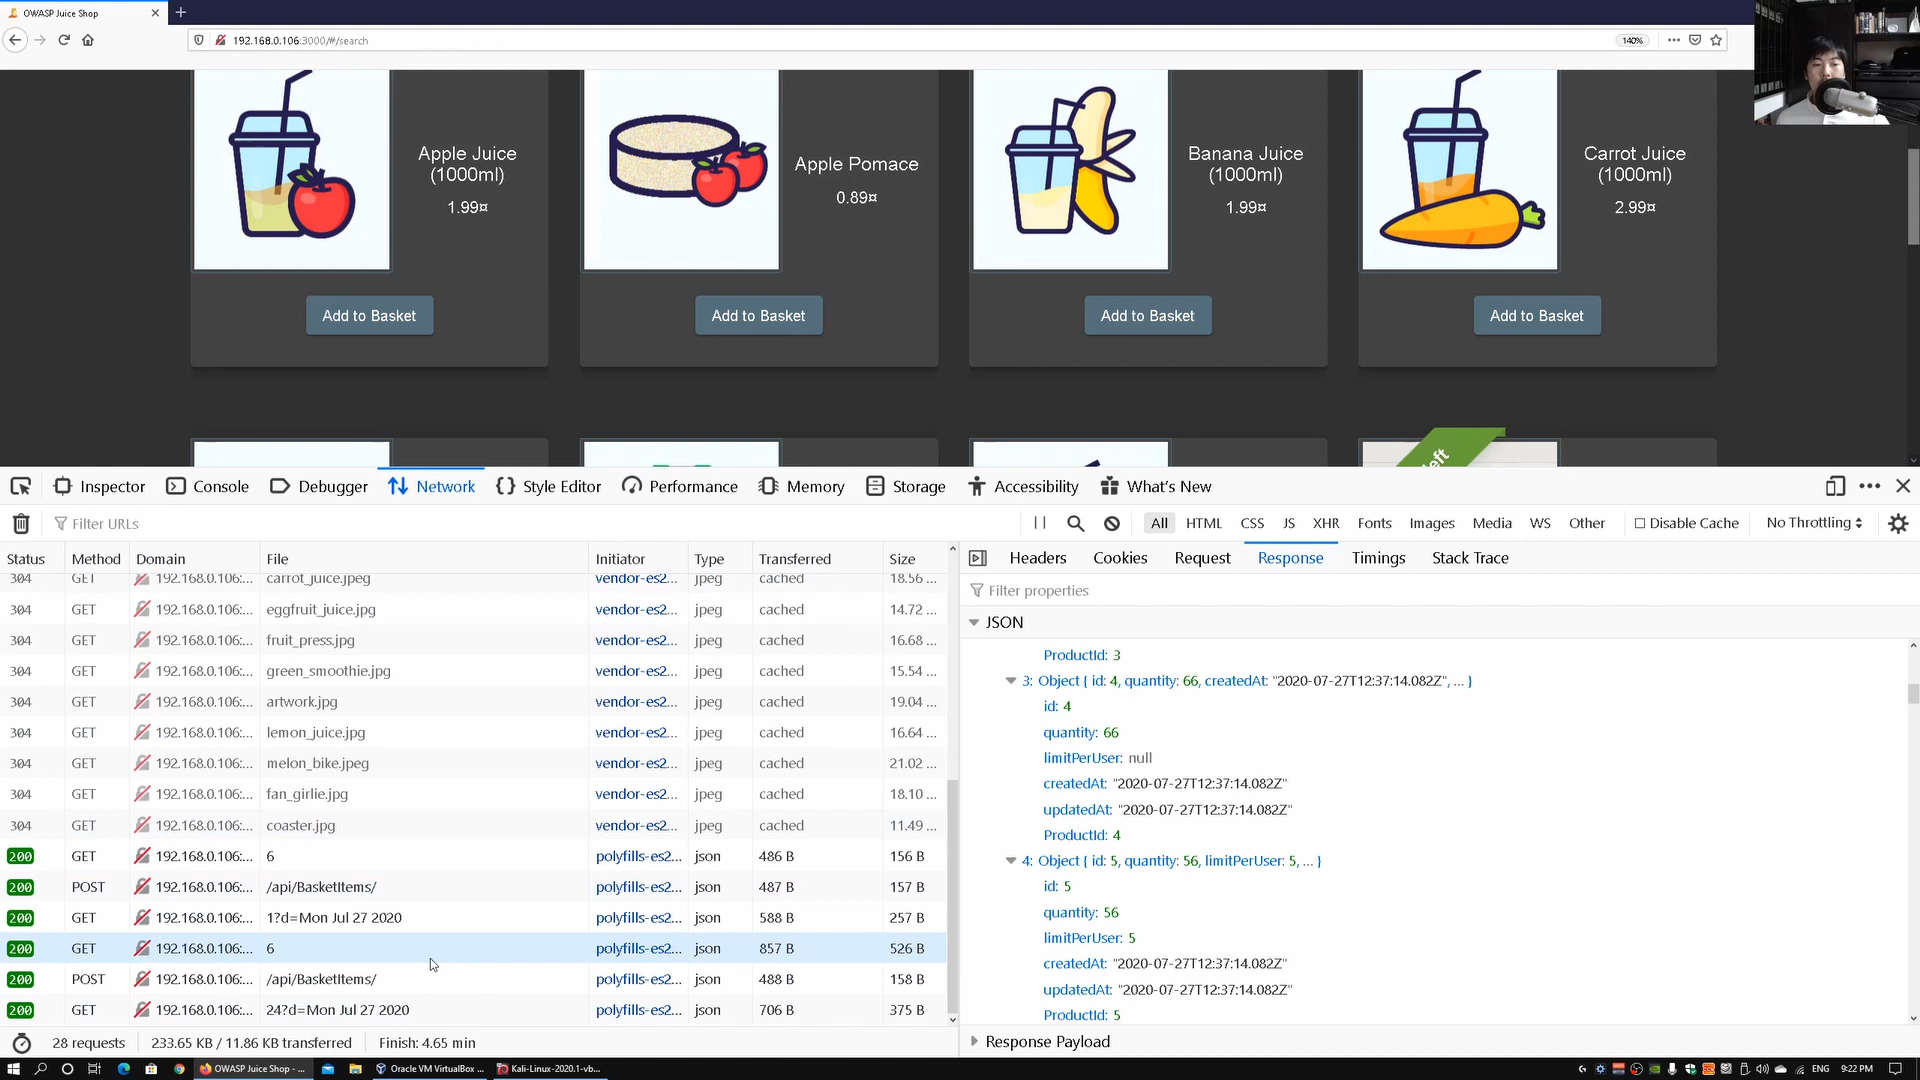 OWASP Juice Shop
192.168.0.106:3000/#/search
140%
Apple Juice
(1000ml)
1.99¤
Apple Pomace
0.89¤
Banana Juice
(1000ml)
1.99¤
Carrot Juice
(1000ml)
2.99¤
Add to Basket
Add to Basket
Add to Basket
Add to Basket
left
Inspector Console Debugger Network Style Editor Performance Memory Storage Accessibility What's New
Filter URLs
All HTML CSS JS XHR Fonts Images Media WS Other Disable Cache No Throttling
Status Method Domain File Initiator Type Transferred Size
304 GET 192.168.0.106:... carrot_juice.jpeg vendor-es2... jpeg cached 18.56 ...
304 GET 192.168.0.106:... eggfruit_juice.jpg vendor-es2... jpeg cached 14.72 ...
304 GET 192.168.0.106:... fruit_press.jpg vendor-es2... jpeg cached 16.68 ...
304 GET 192.168.0.106:... green_smoothie.jpg vendor-es2... jpeg cached 15.54 ...
304 GET 192.168.0.106:... artwork.jpg vendor-es2... jpeg cached 19.04 ...
304 GET 192.168.0.106:... lemon_juice.jpg vendor-es2... jpeg cached 16.64 ...
304 GET 192.168.0.106:... melon_bike.jpeg vendor-es2... jpeg cached 21.02 ...
304 GET 192.168.0.106:... fan_girlie.jpg vendor-es2... jpeg cached 18.10 ...
304 GET 192.168.0.106:... coaster.jpg vendor-es2... jpeg cached 11.49 ...
200 GET 192.168.0.106:... 6 polyfills-es2... json 486 B 156 B
200 POST 192.168.0.106:... /api/BasketItems/ polyfills-es2... json 487 B 157 B
200 GET 192.168.0.106:... 1?d=Mon Jul 27 2020 polyfills-es2... json 588 B 257 B
200 GET 192.168.0.106:... 6 polyfills-es2... json 857 B 526 B
200 POST 192.168.0.106:... /api/BasketItems/ polyfills-es2... json 488 B 158 B
200 GET 192.168.0.106:... 24?d=Mon Jul 27 2020 polyfills-es2... json 706 B 375 B
28 requests 233.65 KB / 11.86 KB transferred Finish: 4.65 min
Headers Cookies Request Response Timings Stack Trace
Filter properties
JSON
ProductId: 3
3: Object { id: 4, quantity: 66, createdAt: "2020-07-27T12:37:14.082Z", ... }
id: 4
quantity: 66
limitPerUser: null
createdAt: "2020-07-27T12:37:14.082Z"
updatedAt: "2020-07-27T12:37:14.082Z"
ProductId: 4
4: Object { id: 5, quantity: 56, limitPerUser: 5, ... }
id: 5
quantity: 56
limitPerUser: 5
createdAt: "2020-07-27T12:37:14.082Z"
updatedAt: "2020-07-27T12:37:14.082Z"
ProductId: 5
Response Payload
OWASP Juice Shop - ... Oracle VM VirtualBox ... Kali-Linux-2020.1-vb... ENG 9:22 PM